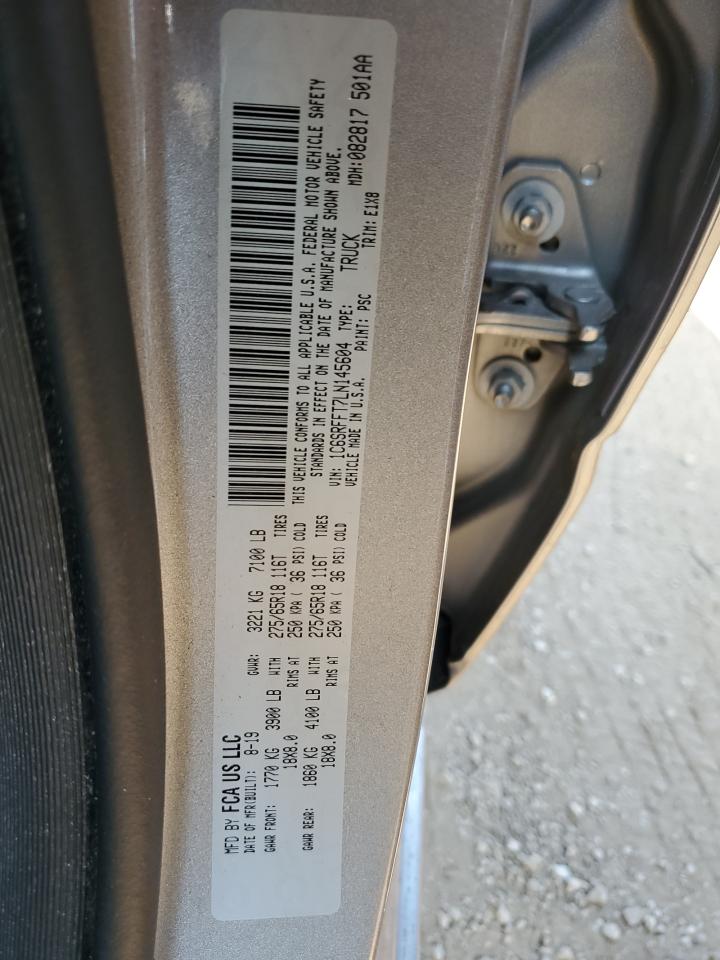 MFD BY FCA US LLC
DATE OF MFR(BUILT): 8-19 GVWR: 3221 KG 7100 LB
GAWR FRONT: 1770 KG 3900 LB WITH 275/65R18 116T TIRES
18X8.0 RIMS AT 250 KPA ( 36 PSI) COLD
GAWR REAR: 1860 KG 4100 LB WITH 275/65R18 116T TIRES
18X8.0 RIMS AT 250 KPA ( 36 PSI) COLD
THIS VEHICLE CONFORMS TO ALL APPLICABLE U.S.A. FEDERAL MOTOR VEHICLE SAFETY
STANDARDS IN EFFECT ON THE DATE OF MANUFACTURE SHOWN ABOVE.
VIN: 1C6SRFFT7LN145604 TYPE: TRUCK MDH:082817 501AA
VEHICLE MADE IN U.S.A. PAINT: PSC TRIM: E1X8